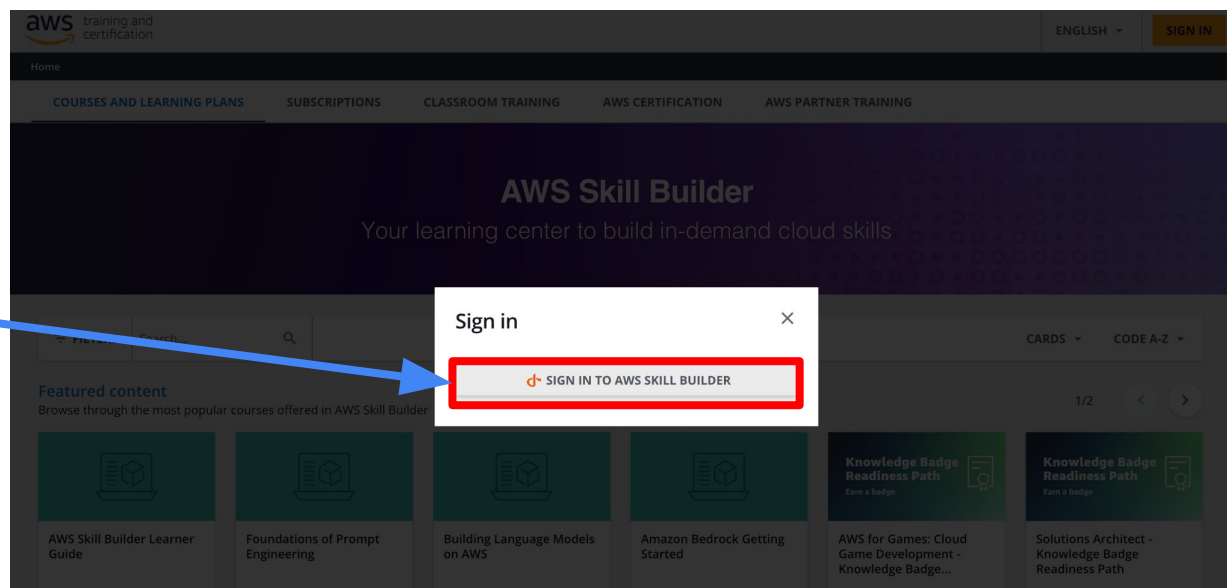 aws training and
certification
ENGLISH
SIGN IN
Home
COURSES AND LEARNING PLANS
SUBSCRIPTIONS
CLASSROOM TRAINING
AWS CERTIFICATION
AWS PARTNER TRAINING
AWS Skill Builder
Your learning center to build in-demand cloud skills
Sign in
Search...
CARDS
CODE A-Z
SIGN IN TO AWS SKILL BUILDER
Featured content
Browse through the most popular courses offered in AWS Skill Builder
1/2
Knowledge Badge
Readiness Path
Earn a badge
Knowledge Badge
Readiness Path
Earn a badge
AWS Skill Builder Learner
Guide
Foundations of Prompt
Engineering
Building Language Models
on AWS
Amazon Bedrock Getting
Started
AWS for Games: Cloud
Game Development -
Knowledge Badge...
Solutions Architect -
Knowledge Badge
Readiness Path